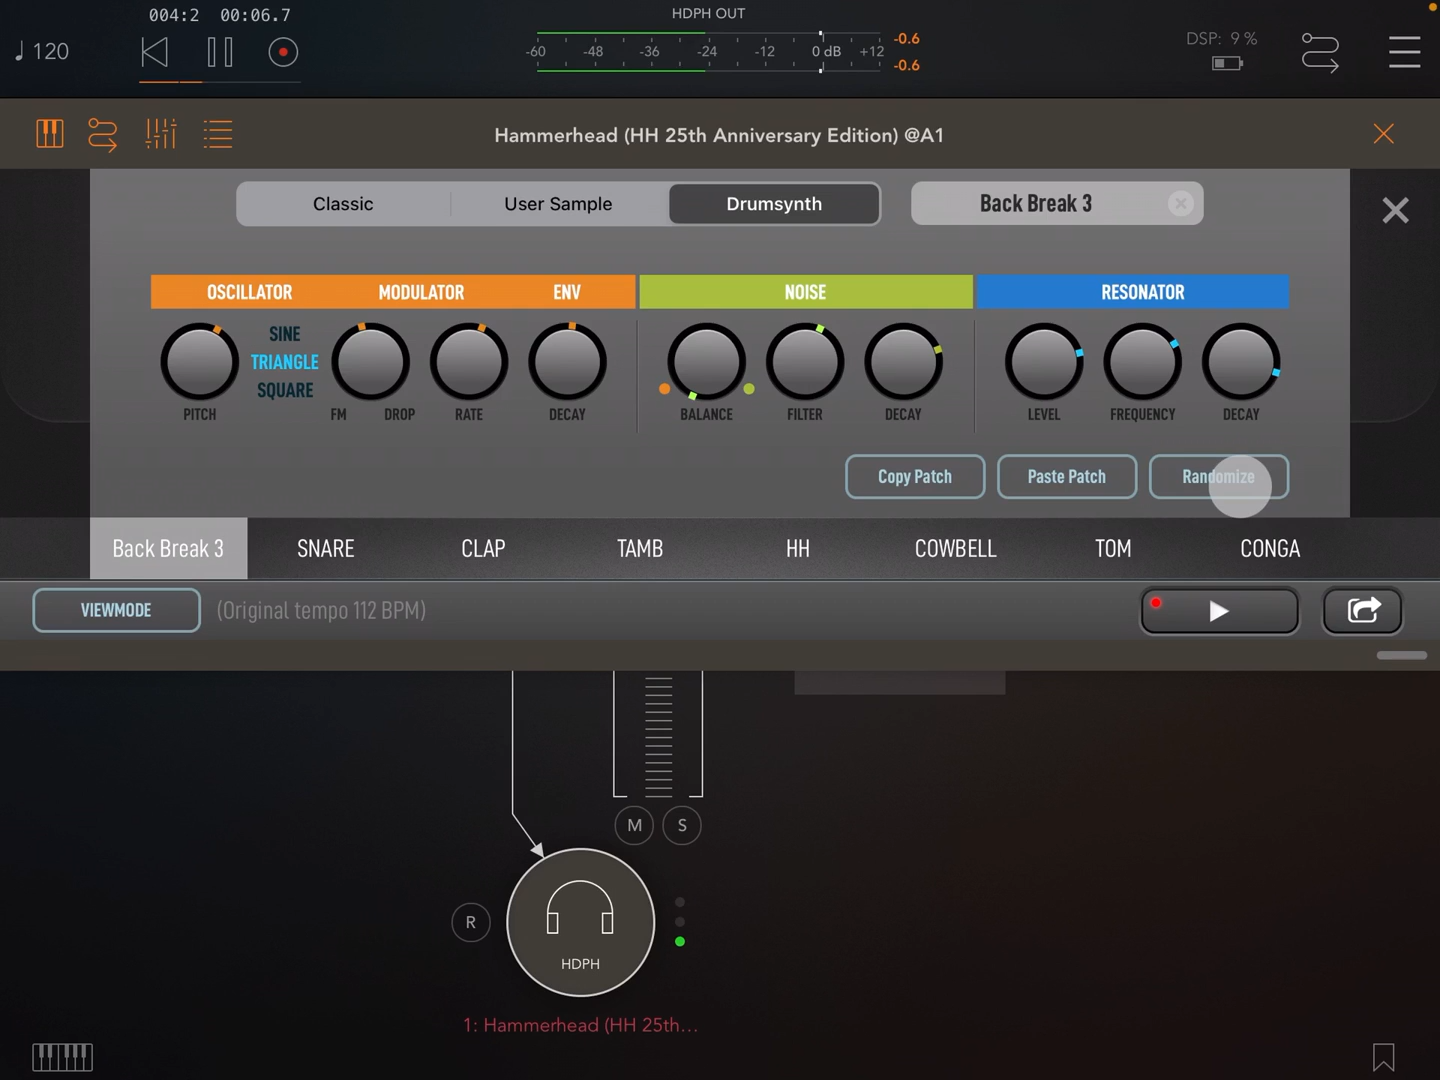 004:2 00:06.7
HDPH OUT
♩ 120
-60 -48 -36 -24 -12 0 dB +12
-0.6
-0.6
DSP: 9 %
Hammerhead (HH 25th Anniversary Edition) @A1
Classic User Sample Drumsynth Back Break 3
OSCILLATOR MODULATOR ENV NOISE RESONATOR
SINE
TRIANGLE
SQUARE
PITCH FM DROP RATE DECAY BALANCE FILTER DECAY LEVEL FREQUENCY DECAY
Copy Patch Paste Patch Randomize
Back Break 3 SNARE CLAP TAMB HH COWBELL TOM CONGA
VIEWMODE (Original tempo 112 BPM)
M S
R
HDPH
1: Hammerhead (HH 25th...